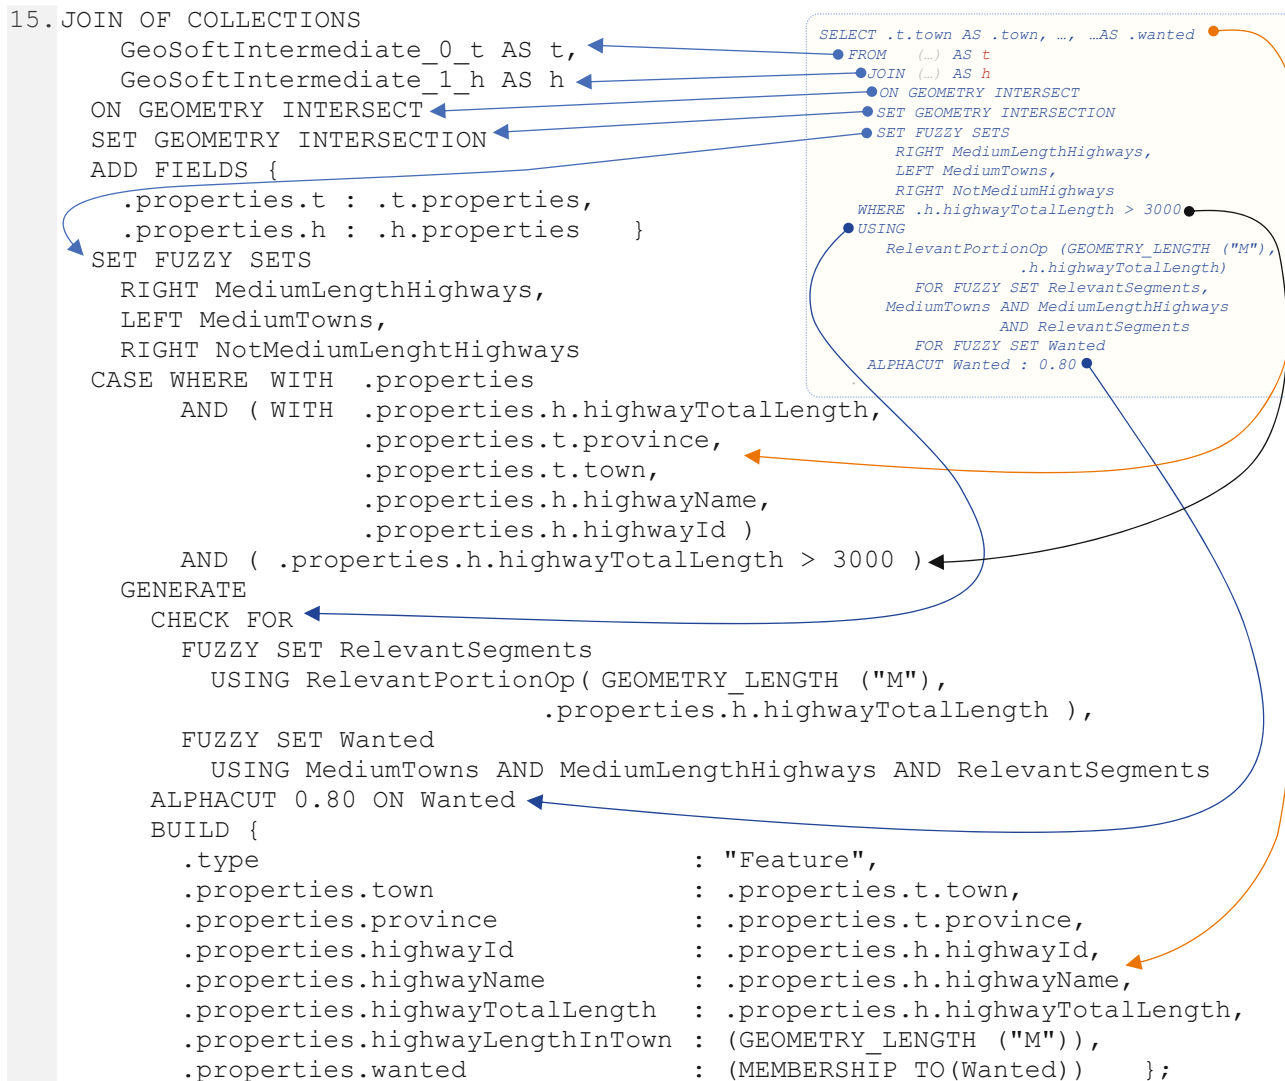 15. JOIN OF COLLECTIONS
GeoSoftIntermediate_0_t AS t,
GeoSoftIntermediate_1_h AS h
ON GEOMETRY INTERSECT
SET GEOMETRY INTERSECTION
ADD FIELDS {
.properties.t : .t.properties,
.properties.h : .h.properties }
SET FUZZY SETS
RIGHT MediumLengthHighways,
LEFT MediumTowns,
RIGHT NotMediumLenghtHighways
CASE WHERE WITH .properties
AND ( WITH .properties.h.highwayTotalLength,
.properties.t.province,
.properties.t.town,
.properties.h.highwayName,
.properties.h.highwayId )
AND ( .properties.h.highwayTotalLength > 3000 )
GENERATE
CHECK FOR
FUZZY SET RelevantSegments
USING RelevantPortionOp( GEOMETRY_LENGTH ("M"),
.properties.h.highwayTotalLength ),
FUZZY SET Wanted
USING MediumTowns AND MediumLengthHighways AND RelevantSegments
ALPHACUT 0.80 ON Wanted
BUILD {
.type : "Feature",
.properties.town : .properties.t.town,
.properties.province : .properties.t.province,
.properties.highwayId : .properties.h.highwayId,
.properties.highwayName : .properties.h.highwayName,
.properties.highwayTotalLength : .properties.h.highwayTotalLength,
.properties.highwayLengthInTown : (GEOMETRY_LENGTH ("M")),
.properties.wanted : (MEMBERSHIP TO(Wanted)) };
SELECT .t.town AS .town, …, …AS .wanted
FROM (…) AS t
JOIN (…) AS h
ON GEOMETRY INTERSECT
SET GEOMETRY INTERSECTION
SET FUZZY SETS
RIGHT MediumLengthHighways,
LEFT MediumTowns,
RIGHT NotMediumHighways
WHERE .h.highwayTotalLength > 3000
USING
RelevantPortionOp (GEOMETRY_LENGTH ("M"),
.h.highwayTotalLength)
FOR FUZZY SET RelevantSegments,
MediumTowns AND MediumLengthHighways
AND RelevantSegments
FOR FUZZY SET Wanted
ALPHACUT Wanted : 0.80